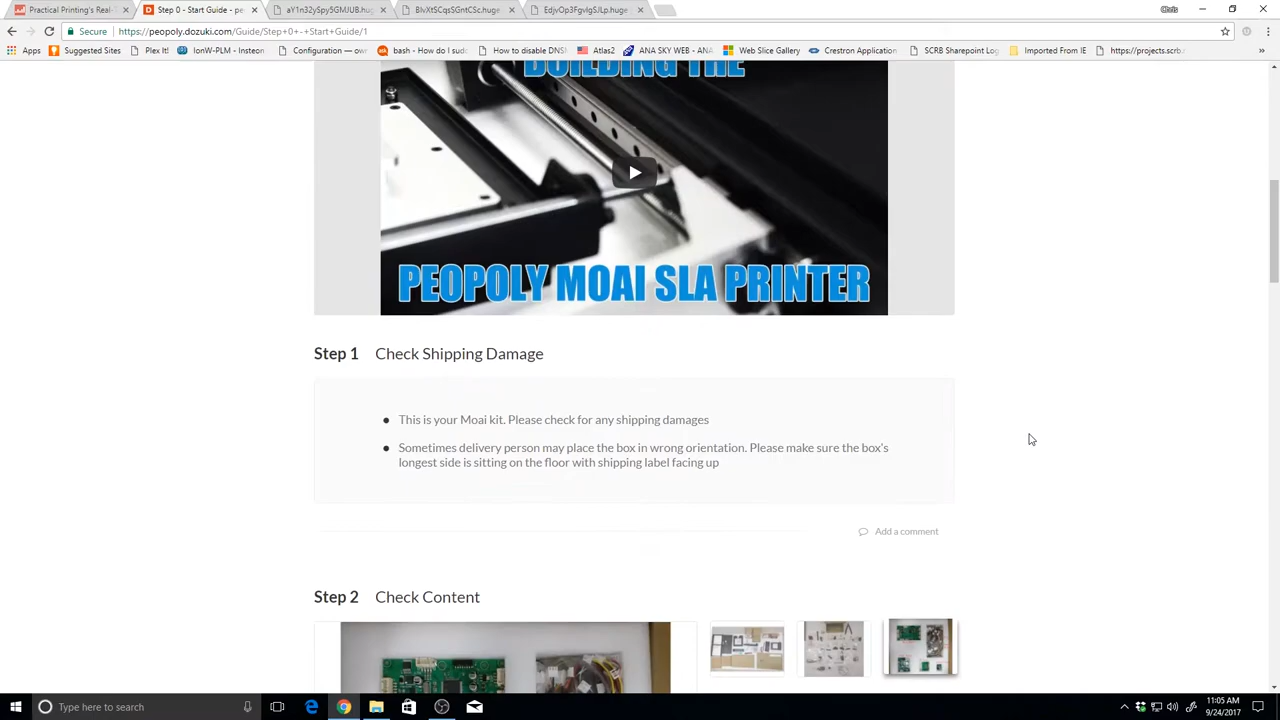 Practical Printing's Real-
Step 0 - Start Guide - pe
aY1n32ySpy5GMJUB.hug
BlvXtSCqsSGntCSc.huge
EdjvOp3FgvIgSJLp.huge
Chris
Secure
https://peopoly.dozuki.com/Guide/Step+0+-+Start+Guide/1
Apps
Suggested Sites
Plex It!
IonW-PLM - Insteon
Configuration — own
bash - How do I sudo
How to disable DNS
Atlas2
ANA SKY WEB - ANA
Web Slice Gallery
Crestron Application
SCRB Sharepoint Log
Imported From I
https://projects.scrb.
BUILDING THE
PEOPOLY MOAI SLA PRINTER
Step 1 Check Shipping Damage
This is your Moai kit. Please check for any shipping damages
Sometimes delivery person may place the box in wrong orientation. Please make sure the box's
longest side is sitting on the floor with shipping label facing up
Add a comment
Step 2 Check Content
Type here to search
11:05 AM
9/24/2017